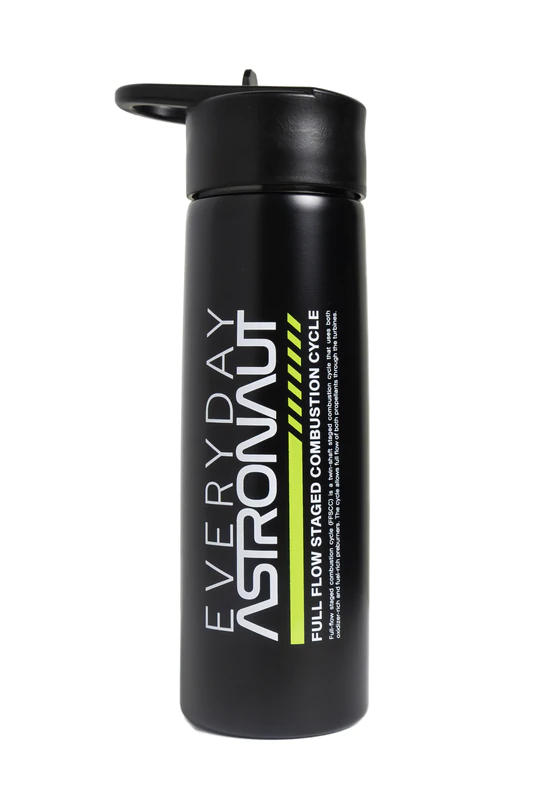 EVERYDAY
ASTRONAUT
FULL FLOW STAGED COMBUSTION CYCLE
Full-flow staged combustion cycle (FFSCC) is a twin-shaft staged combustion cycle that uses both
oxidizer-rich and fuel-rich preburners. The cycle allows full flow of both propellants through the turbines.